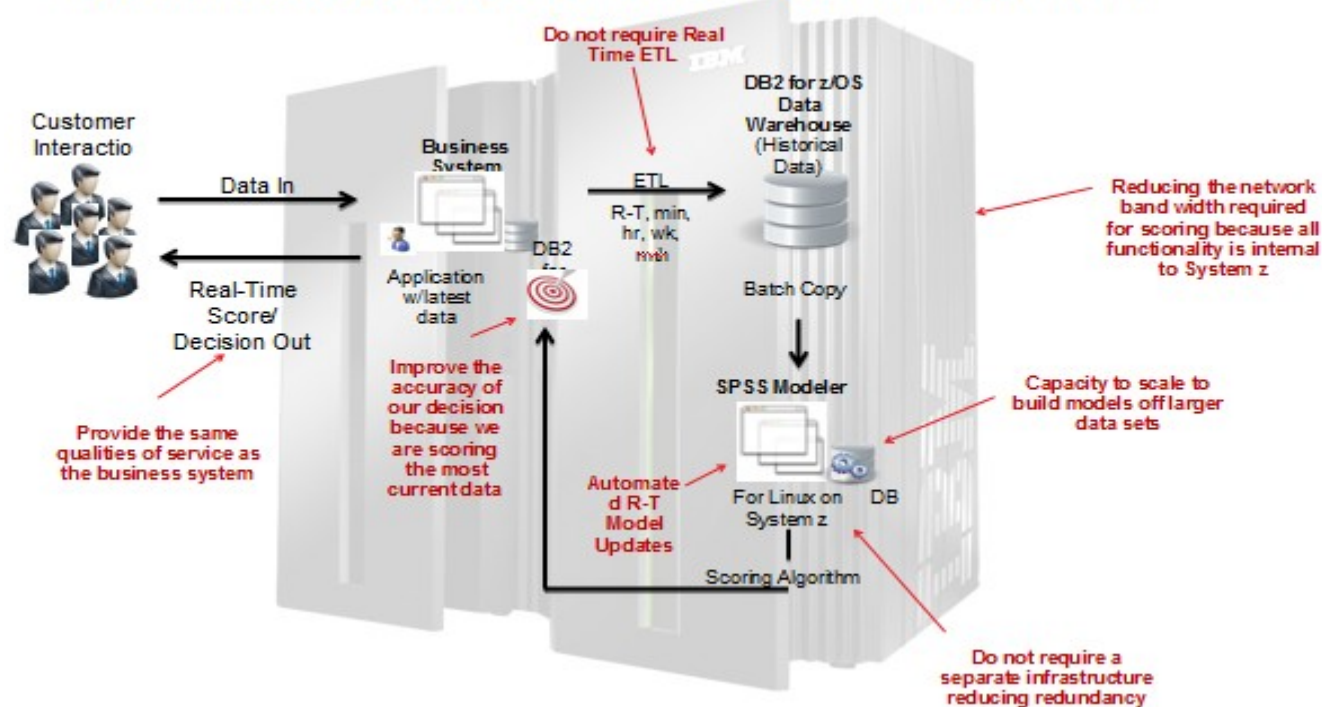 Do not require Real
Time ETL
IBM
DB2 for z/OS
Data
Warehouse
(Historical
Data)
Customer
Interactio
Business
System
Data In
ETL
R-T, min,
hr, wk,
DB2
for
Application
w/latest
data
Real-Time
Score/
Decision Out
Batch Copy
Reducing the network
band width required
for scoring because all
functionality is internal
to System z
Improve the
accuracy of
our decision
because we
are scoring
the most
current data
Provide the same
qualities of service as
the business system
SPSS Modeler
Capacity to scale to
build models off larger
data sets
Automate
d R-T
Model
Updates
For Linux on
System z
DB
Scoring Algorithm
Do not require a
separate infrastructure
reducing redundancy